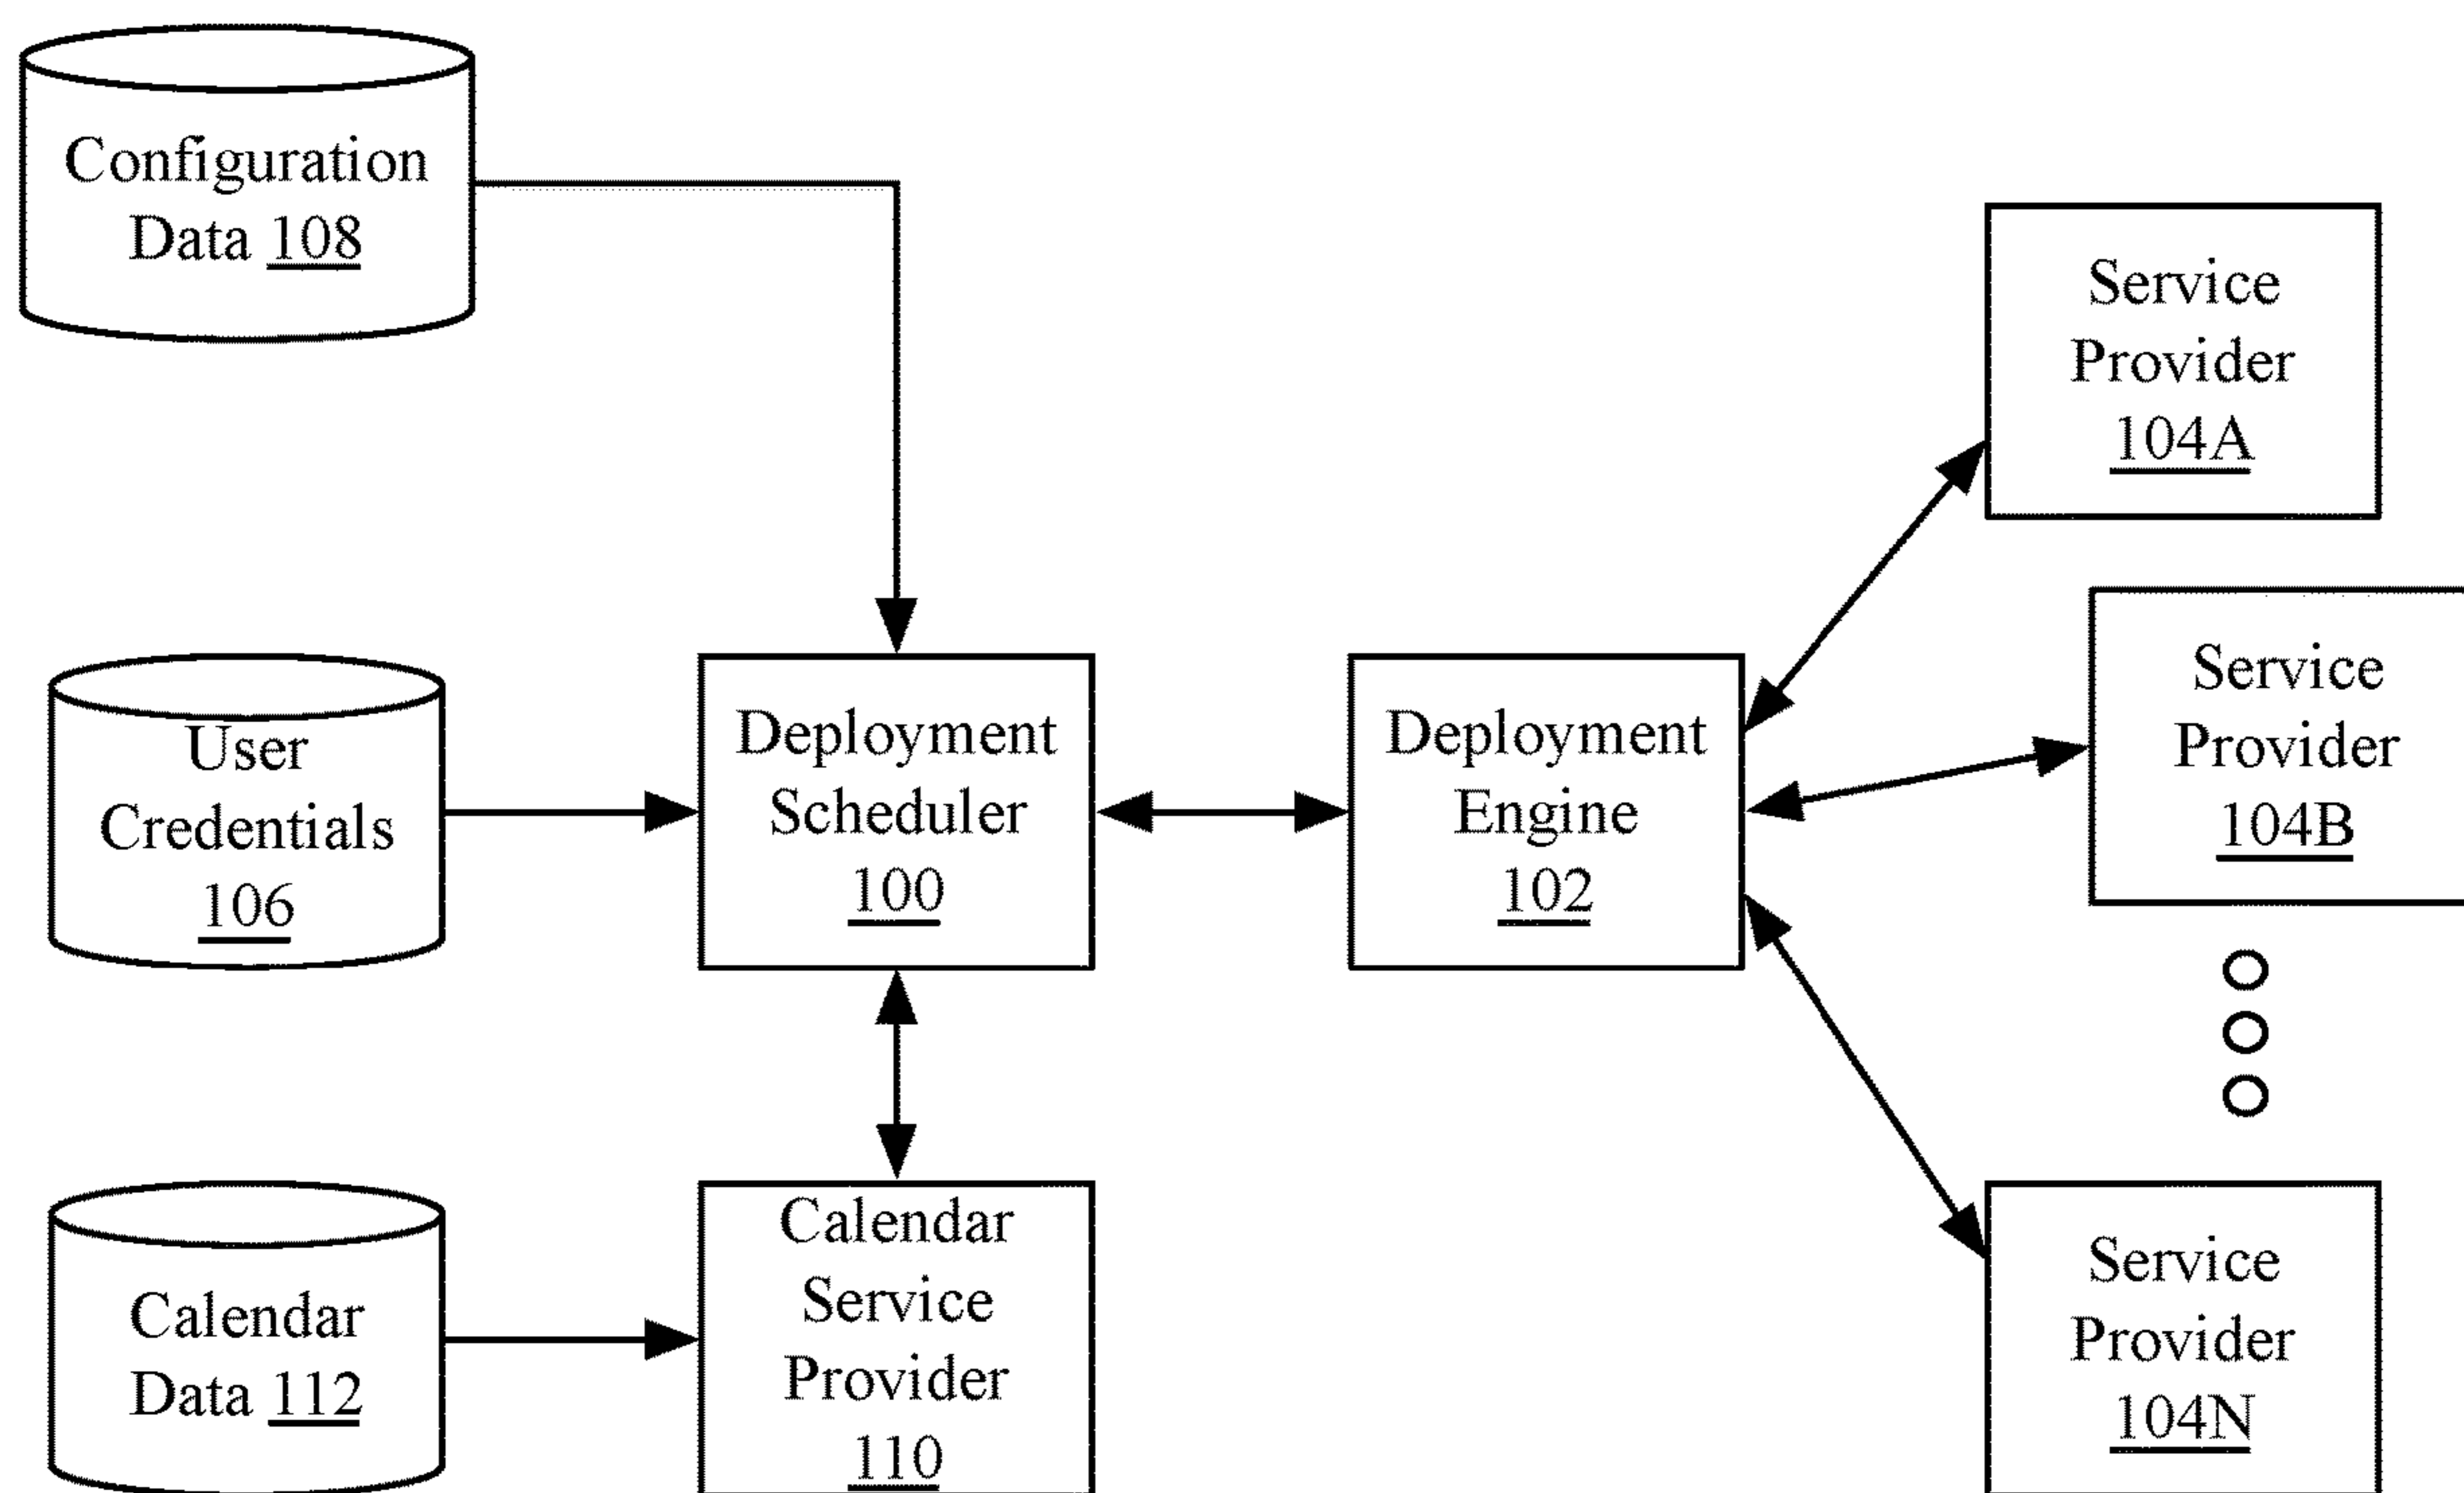 Configuration
Data 108
Service
Provider
104A
User
Credentials
106
Deployment
Scheduler
100
Deployment
Engine
102
Service
Provider
104B
Calendar
Data 112
Calendar
Service
Provider
110
Service
Provider
104N